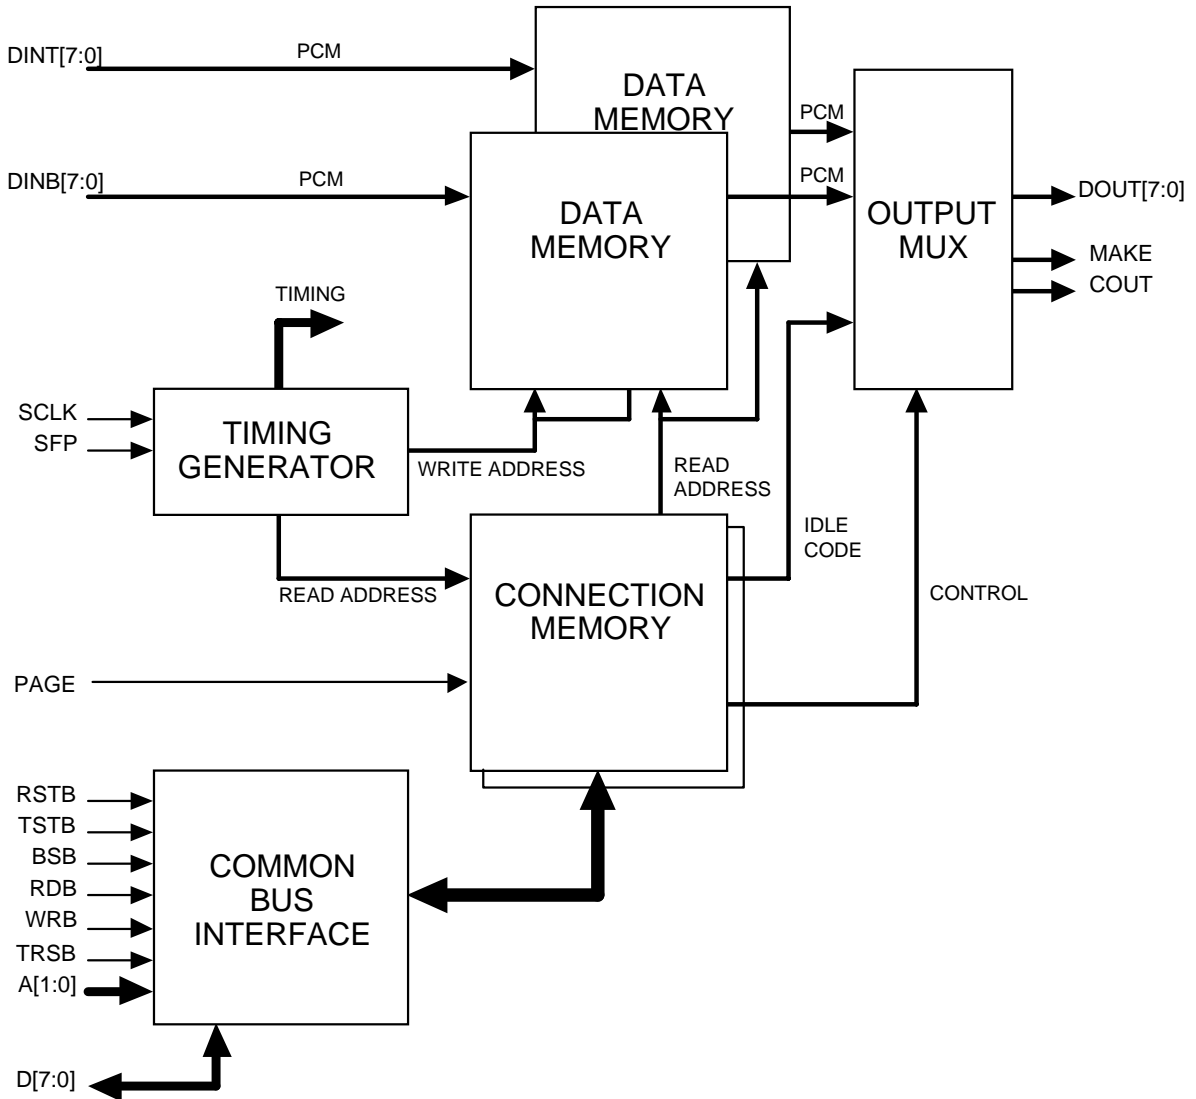 DINT[7:0]
PCM
DATA
MEMORY
PCM
DINB[7:0]
PCM
DATA
MEMORY
PCM
OUTPUT
MUX
DOUT[7:0]
MAKE
COUT
TIMING
SCLK
SFP
TIMING
GENERATOR
WRITE ADDRESS
READ
ADDRESS
IDLE
CODE
READ ADDRESS
CONNECTION
MEMORY
CONTROL
PAGE
RSTB
TSTB
BSB
RDB
WRB
TRSB
A[1:0]
COMMON
BUS
INTERFACE
D[7:0]